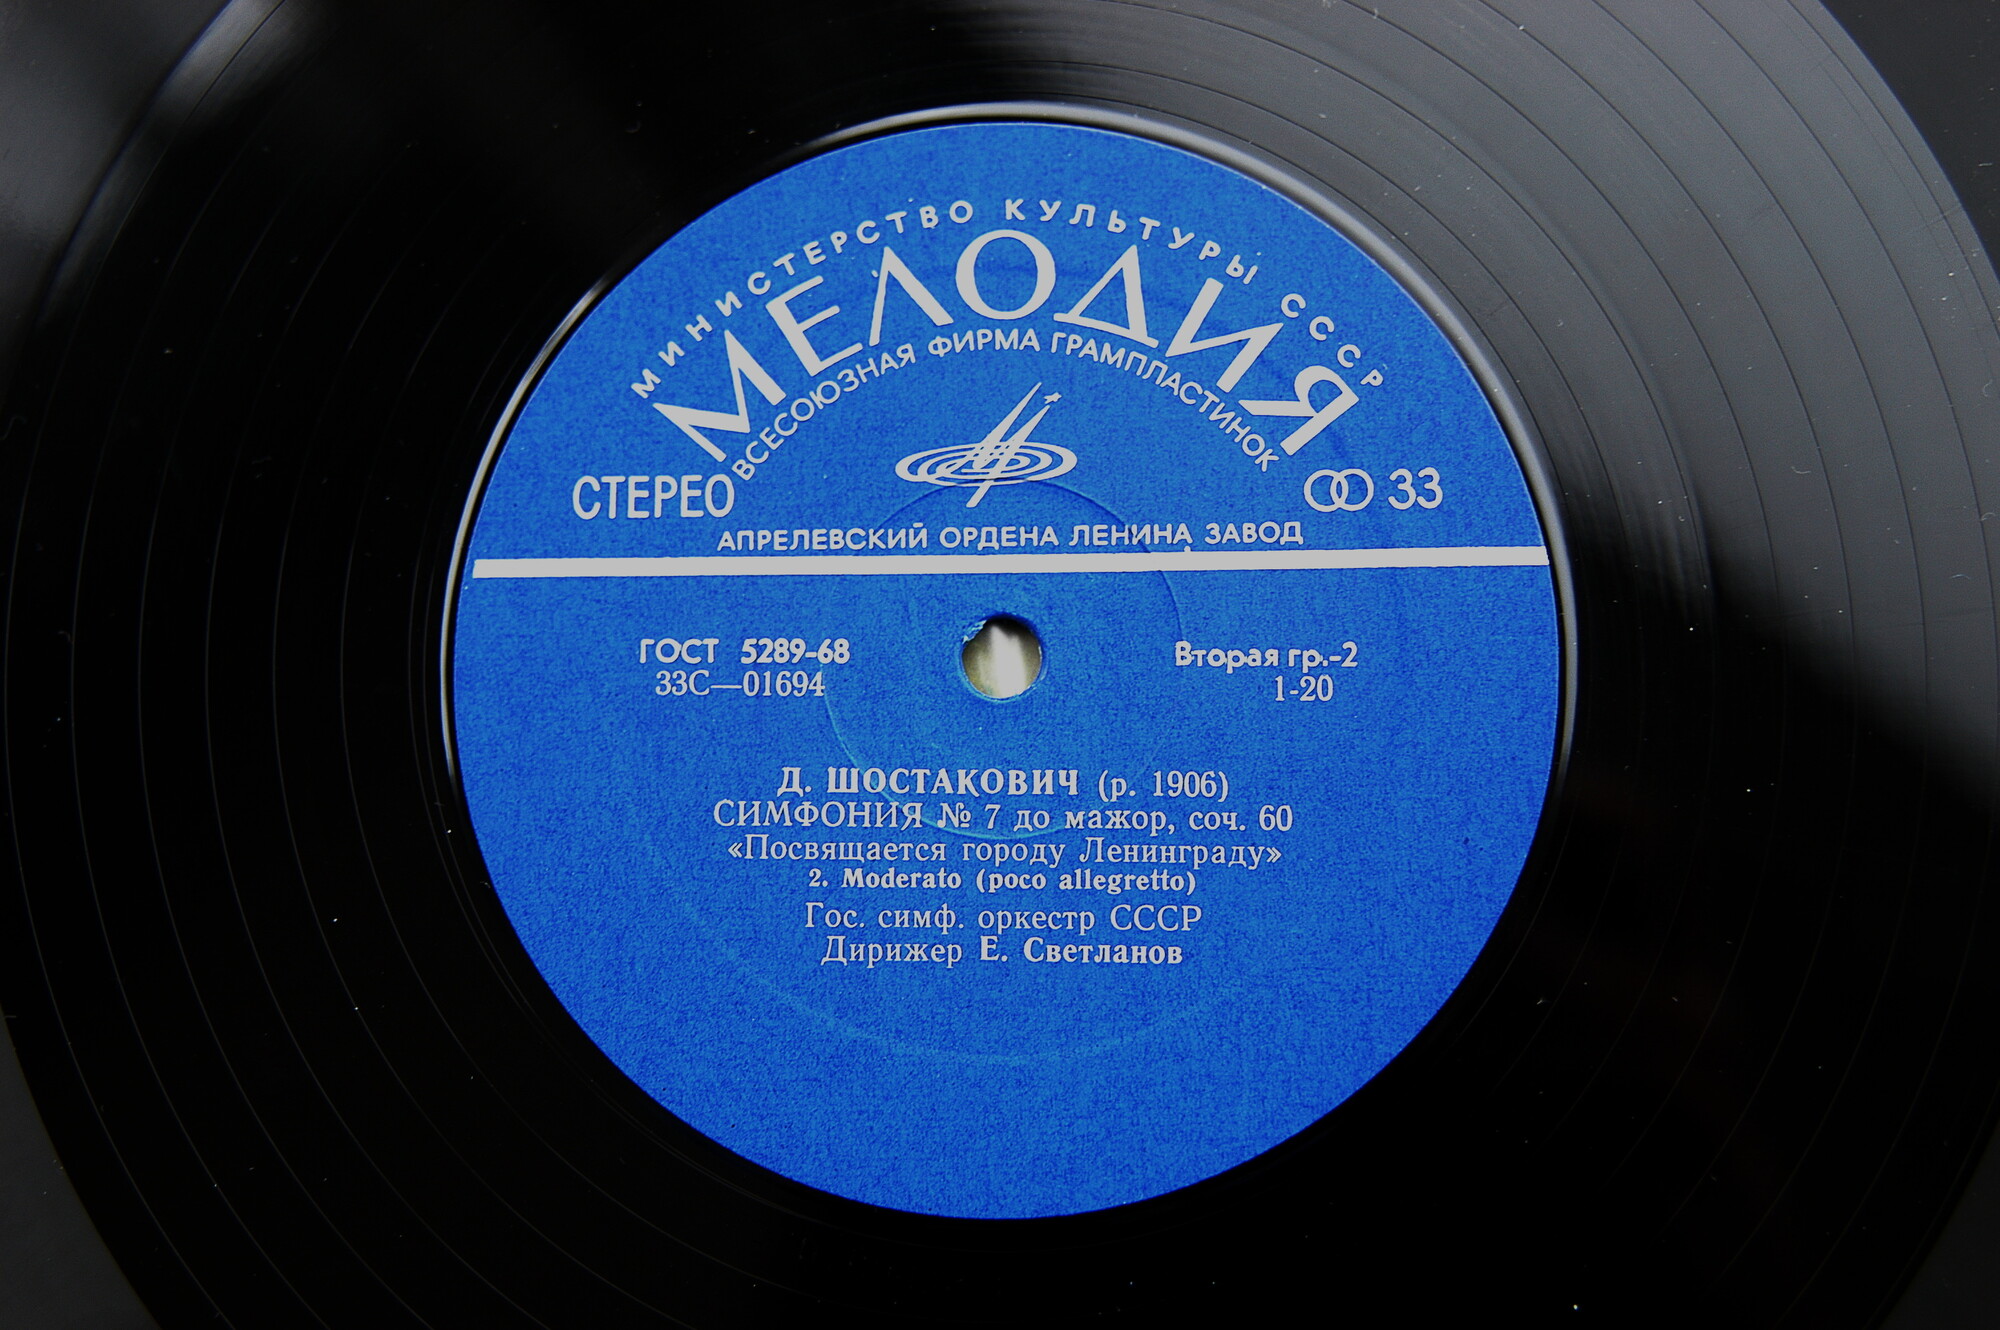 МИНИСТЕРСТВО КУЛЬТУРЫ СССР
МЕЛОДИЯ
ВСЕСОЮЗНАЯ ФИРМА ГРАМПЛАСТИНОК
СТЕРЕО 33
АПРЕЛЕВСКИЙ ОРДЕНА ЛЕНИНА ЗАВОД
ГОСТ 5289-68 Вторая гр.-2
33С—01694 1-20
Д. ШОСТАКОВИЧ (р. 1906)
СИМФОНИЯ № 7 до мажор, соч. 60
«Посвящается городу Ленинграду»
2. Moderato (poco allegretto)
Гос. симф. оркестр СССР
Дирижер Е. Светланов